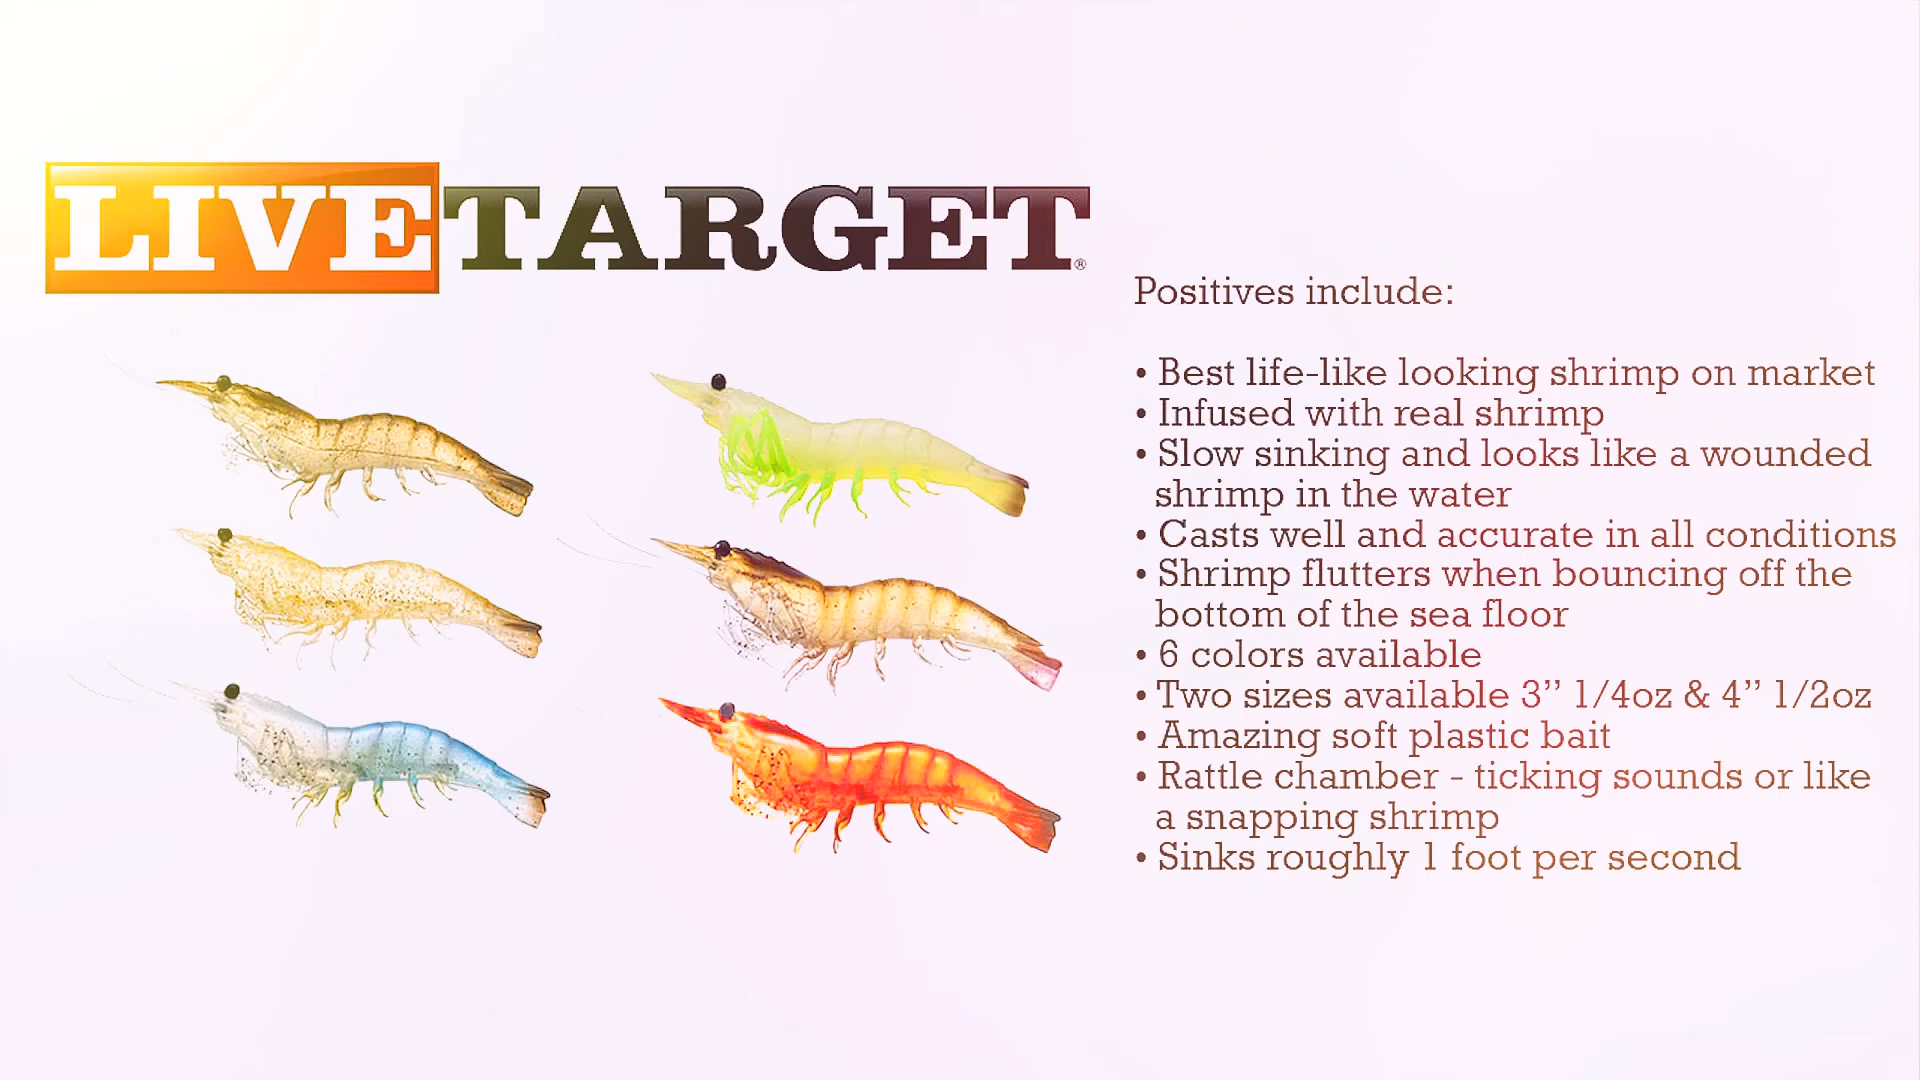 LIVETARGET®
Positives include:
• Best life-like looking shrimp on market
• Infused with real shrimp
• Slow sinking and looks like a wounded
shrimp in the water
• Casts well and accurate in all conditions
• Shrimp flutters when bouncing off the
bottom of the sea floor
• 6 colors available
• Two sizes available 3’’ 1/4oz & 4’’ 1/2oz
• Amazing soft plastic bait
• Rattle chamber - ticking sounds or like
a snapping shrimp
• Sinks roughly 1 foot per second